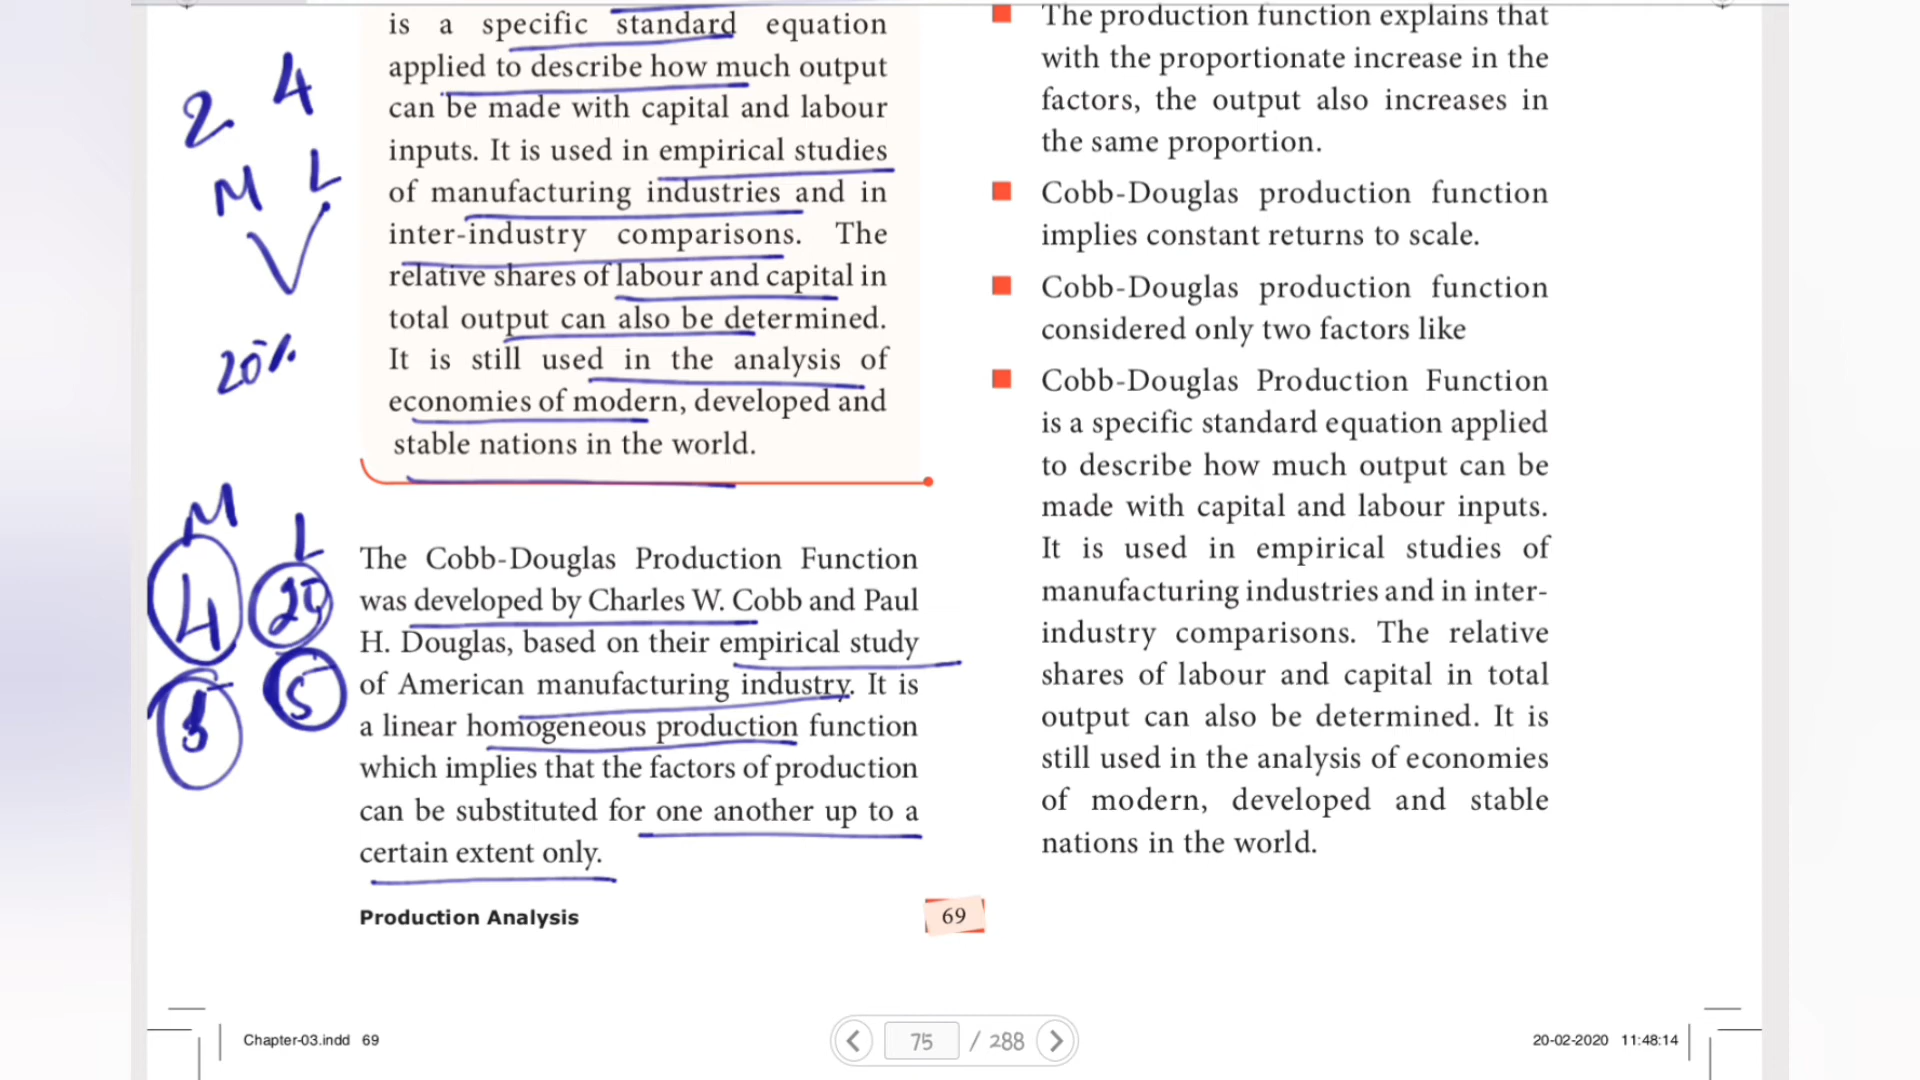 is a specific standard equation
applied to describe how much output
can be made with capital and labour
inputs. It is used in empirical studies
of manufacturing industries and in
inter-industry comparisons. The
relative shares of labour and capital in
total output can also be determined.
It is still used in the analysis of
economies of modern, developed and
stable nations in the world.
2 4
M L
20%
M L
4
5
The Cobb-Douglas Production Function
was developed by Charles W. Cobb and Paul
H. Douglas, based on their empirical study
of American manufacturing industry. It is
a linear homogeneous production function
which implies that the factors of production
can be substituted for one another up to a
certain extent only.
The production function explains that
with the proportionate increase in the
factors, the output also increases in
the same proportion.
Cobb-Douglas production function
implies constant returns to scale.
Cobb-Douglas production function
considered only two factors like
Cobb-Douglas Production Function
is a specific standard equation applied
to describe how much output can be
made with capital and labour inputs.
It is used in empirical studies of
manufacturing industries and in inter-
industry comparisons. The relative
shares of labour and capital in total
output can also be determined. It is
still used in the analysis of economies
of modern, developed and stable
nations in the world.
Production Analysis
69
Chapter-03.indd 69
75 / 288
20-02-2020 11:48:14